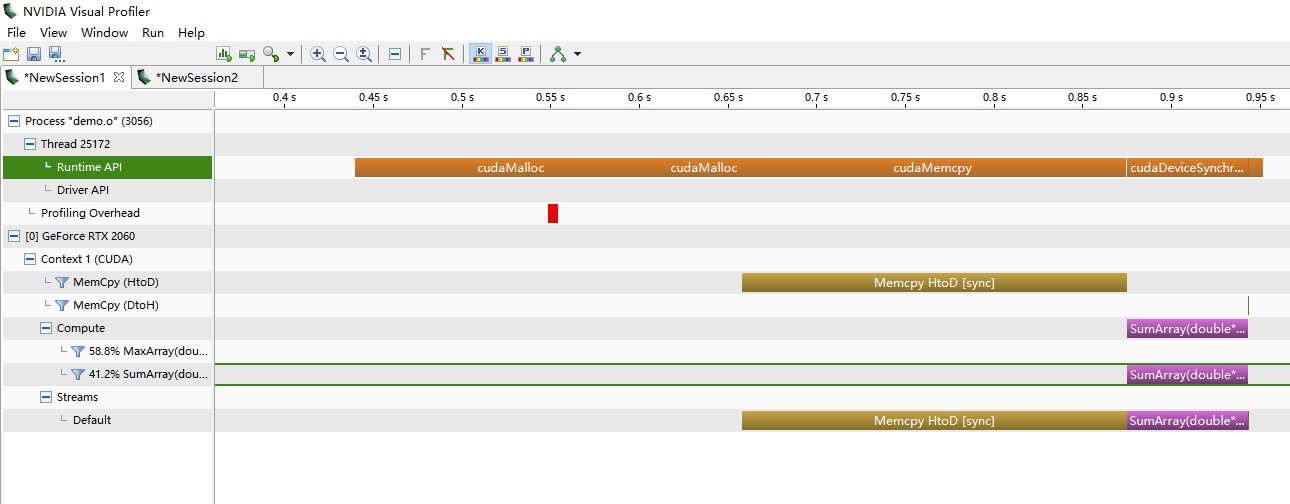 NVIDIA Visual Profiler
File View Window Run Help
F F K S P
*NewSession1 *NewSession2
0.4 s 0.45 s 0.5 s 0.55 s 0.6 s 0.65 s 0.7 s 0.75 s 0.8 s 0.85 s 0.9 s 0.95 s
Process "demo.o" (3056)
Thread 25172
Runtime API cudaMalloc cudaMalloc cudaMemcpy cudaDeviceSynchr...
Driver API
Profiling Overhead
[0] GeForce RTX 2060
Context 1 (CUDA)
MemCpy (HtoD) Memcpy HtoD [sync]
MemCpy (DtoH)
Compute SumArray(double*...
58.8% MaxArray(dou...
41.2% SumArray(dou... SumArray(double*...
Streams
Default Memcpy HtoD [sync] SumArray(double*...